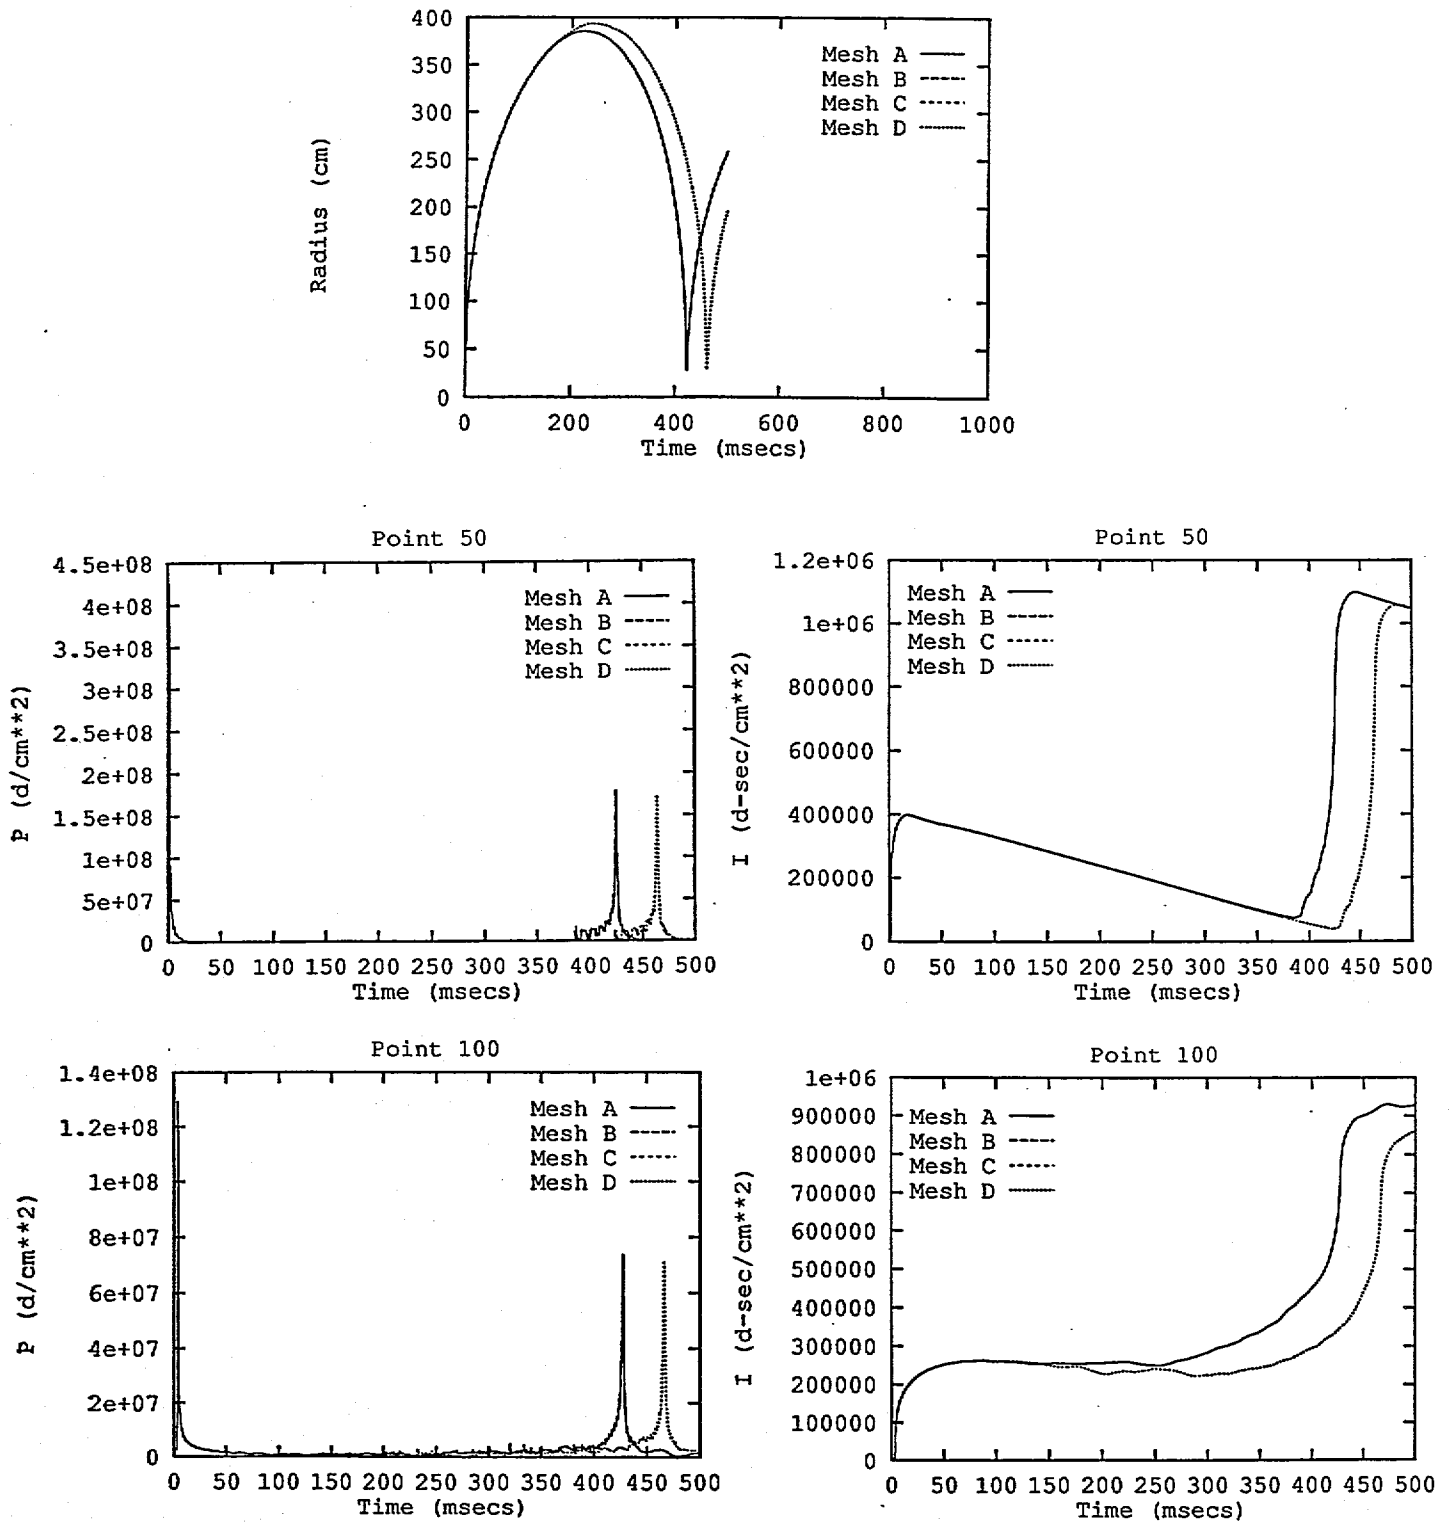 400
350
300
250
200
150
100
50
0
Radius (cm)
Mesh A
Mesh B
Mesh C
Mesh D
0 200 400 600 800 1000
Time (msecs)
Point 50
4.5e+08
4e+08
3.5e+08
3e+08
2.5e+08
2e+08
1.5e+08
1e+08
5e+07
0
P (d/cm**2)
Mesh A
Mesh B
Mesh C
Mesh D
0 50 100 150 200 250 300 350 400 450 500
Time (msecs)
Point 50
1.2e+06
1e+06
800000
600000
400000
200000
0
I (d-sec/cm**2)
Mesh A
Mesh B
Mesh C
Mesh D
0 50 100 150 200 250 300 350 400 450 500
Time (msecs)
Point 100
1.4e+08
1.2e+08
1e+08
8e+07
6e+07
4e+07
2e+07
0
P (d/cm**2)
Mesh A
Mesh B
Mesh C
Mesh D
0 50 100 150 200 250 300 350 400 450 500
Time (msecs)
Point 100
1e+06
900000
800000
700000
600000
500000
400000
300000
200000
100000
0
I (d-sec/cm**2)
Mesh A
Mesh B
Mesh C
Mesh D
0 50 100 150 200 250 300 350 400 450 500
Time (msecs)